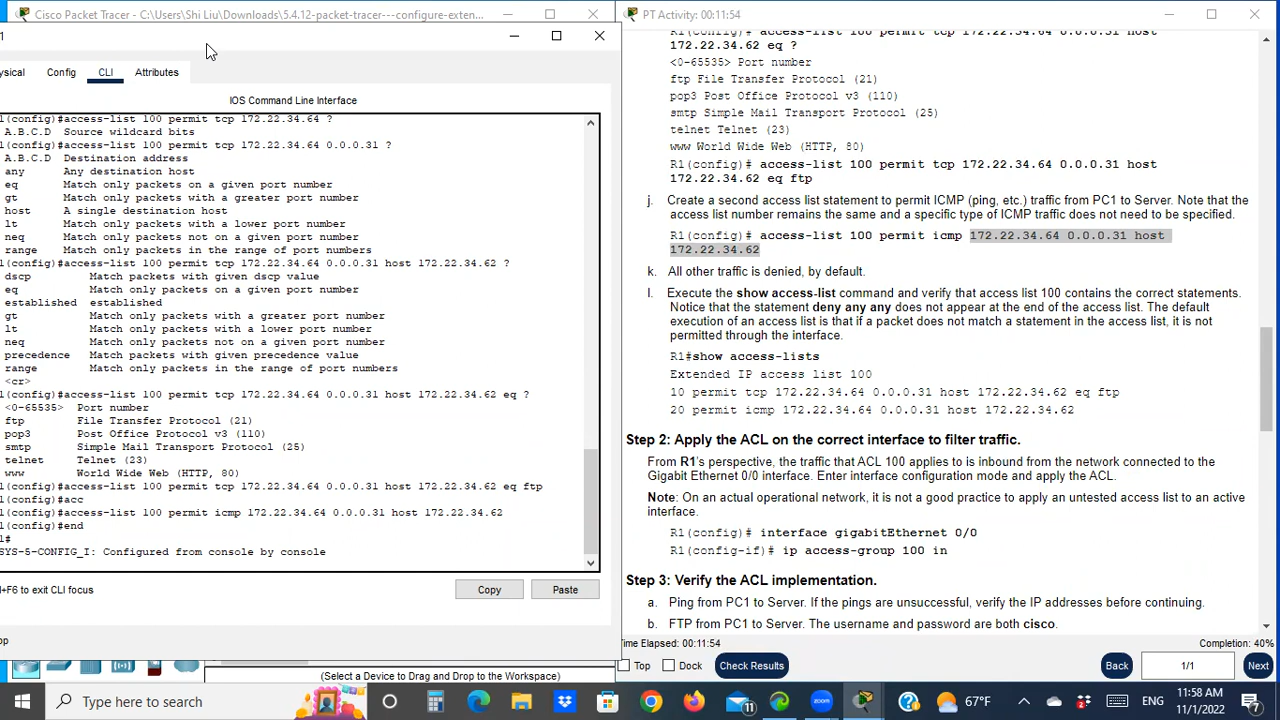 Cisco Packet Tracer - C:\Users\Shi Liu\Downloads\5.4.12-packet-tracer---configure-exten...
1
ysical
Config
CLI
Attributes
IOS Command Line Interface
1(config)#access-list 100 permit tcp 172.22.34.64 ?
A.B.C.D Source wildcard bits
1(config)#access-list 100 permit tcp 172.22.34.64 0.0.0.31 ?
A.B.C.D Destination address
any Any destination host
eq Match only packets on a given port number
gt Match only packets with a greater port number
host A single destination host
lt Match only packets with a lower port number
neq Match only packets not on a given port number
range Match only packets in the range of port numbers
1(config)#access-list 100 permit tcp 172.22.34.64 0.0.0.31 host 172.22.34.62 ?
dscp Match packets with given dscp value
eq Match only packets on a given port number
established established
gt Match only packets with a greater port number
lt Match only packets with a lower port number
neq Match only packets not on a given port number
precedence Match packets with given precedence value
range Match only packets in the range of port numbers
<cr>
1(config)#access-list 100 permit tcp 172.22.34.64 0.0.0.31 host 172.22.34.62 eq ?
<0-65535> Port number
ftp File Transfer Protocol (21)
pop3 Post Office Protocol v3 (110)
smtp Simple Mail Transport Protocol (25)
telnet Telnet (23)
www World Wide Web (HTTP, 80)
1(config)#access-list 100 permit tcp 172.22.34.64 0.0.0.31 host 172.22.34.62 eq ftp
1(config)#acc
1(config)#access-list 100 permit icmp 172.22.34.64 0.0.0.31 host 172.22.34.62
1(config)#end
1#
SYS-5-CONFIG_I: Configured from console by console
l+F6 to exit CLI focus
Copy
Paste
op
(Select a Device to Drag and Drop to the Workspace)
PT Activity: 00:11:54
R1(config)# access-list 100 permit tcp 172.22.34.64 0.0.0.31 host
172.22.34.62 eq ?
<0-65535> Port number
ftp File Transfer Protocol (21)
pop3 Post Office Protocol v3 (110)
smtp Simple Mail Transport Protocol (25)
telnet Telnet (23)
www World Wide Web (HTTP, 80)
R1(config)# access-list 100 permit tcp 172.22.34.64 0.0.0.31 host
172.22.34.62 eq ftp
j. Create a second access list statement to permit ICMP (ping, etc.) traffic from PC1 to Server. Note that the
access list number remains the same and a specific type of ICMP traffic does not need to be specified.
R1(config)# access-list 100 permit icmp 172.22.34.64 0.0.0.31 host
172.22.34.62
k. All other traffic is denied, by default.
l. Execute the show access-list command and verify that access list 100 contains the correct statements.
Notice that the statement deny any any does not appear at the end of the access list. The default
execution of an access list is that if a packet does not match a statement in the access list, it is not
permitted through the interface.
R1#show access-lists
Extended IP access list 100
10 permit tcp 172.22.34.64 0.0.0.31 host 172.22.34.62 eq ftp
20 permit icmp 172.22.34.64 0.0.0.31 host 172.22.34.62
Step 2: Apply the ACL on the correct interface to filter traffic.
From R1's perspective, the traffic that ACL 100 applies to is inbound from the network connected to the
Gigabit Ethernet 0/0 interface. Enter interface configuration mode and apply the ACL.
Note: On an actual operational network, it is not a good practice to apply an untested access list to an active
interface.
R1(config)# interface gigabitEthernet 0/0
R1(config-if)# ip access-group 100 in
Step 3: Verify the ACL implementation.
a. Ping from PC1 to Server. If the pings are unsuccessful, verify the IP addresses before continuing.
b. FTP from PC1 to Server. The username and password are both cisco.
Time Elapsed: 00:11:54
Completion: 40%
Top
Dock
Check Results
Back
1/1
Next
Type here to search
11
67°F
2
ENG
11:58 AM
11/1/2022
7